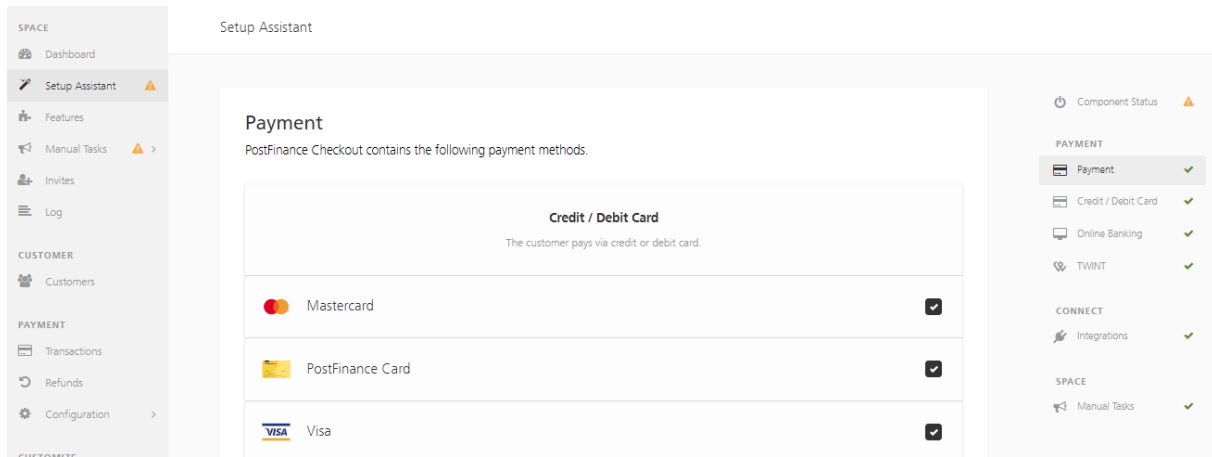 SPACE
Dashboard
Setup Assistant
Features
Manual Tasks
Invites
Log
CUSTOMER
Customers
PAYMENT
Transactions
Refunds
Configuration
CUSTOMIZE
Setup Assistant
Payment
PostFinance Checkout contains the following payment methods.
Credit / Debit Card
The customer pays via credit or debit card.
Mastercard
PostFinance Card
VISA Visa
Component Status
PAYMENT
Payment
Credit / Debit Card
Online Banking
TWINT
CONNECT
Integrations
SPACE
Manual Tasks